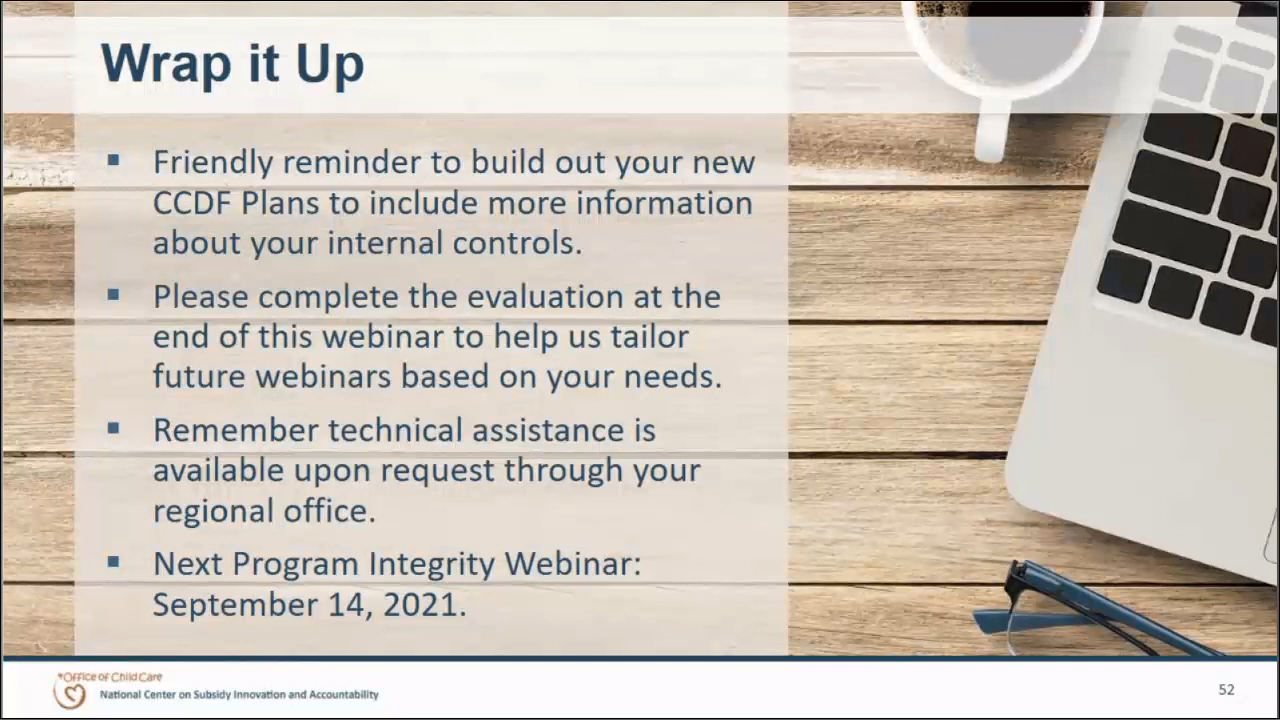 Wrap it Up
▪ Friendly reminder to build out your new
CCDF Plans to include more information
about your internal controls.
▪ Please complete the evaluation at the
end of this webinar to help us tailor
future webinars based on your needs.
▪ Remember technical assistance is
available upon request through your
regional office.
▪ Next Program Integrity Webinar:
September 14, 2021.
Office of Child Care
National Center on Subsidy Innovation and Accountability
52